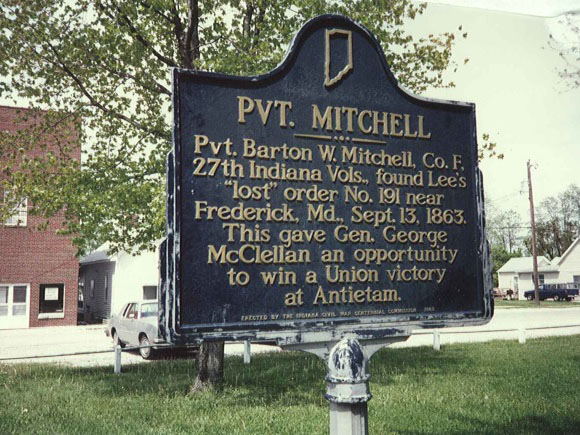 PVT. MITCHELL
Pvt. Barton W. Mitchell, Co. F,
27th Indiana Vols., found Lee's
"lost" order No. 191 near
Frederick, Md., Sept. 13, 1863.
This gave Gen. George
McClellan an opportunity
to win a Union victory
at Antietam.
ERECTED BY THE INDIANA CIVIL WAR CENTENNIAL COMMISSION